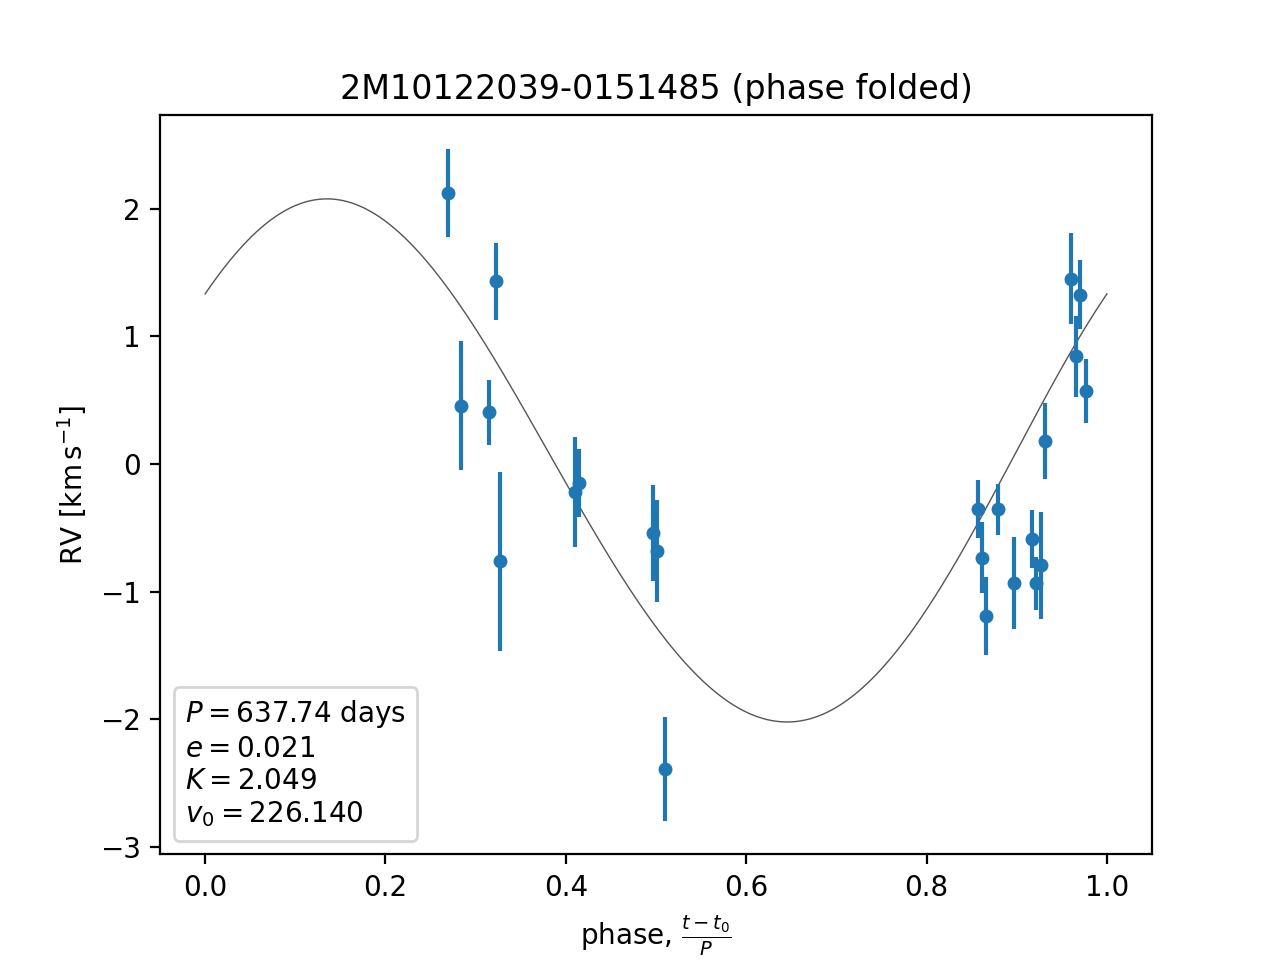 2M10122039-0151485 (phase folded)
RV [km s⁻¹]
2
1
0
−1
−2
−3
P = 637.74 days
e = 0.021
K = 2.049
v₀ = 226.140
0.0 0.2 0.4 0.6 0.8 1.0
phase, (t − t₀)/P